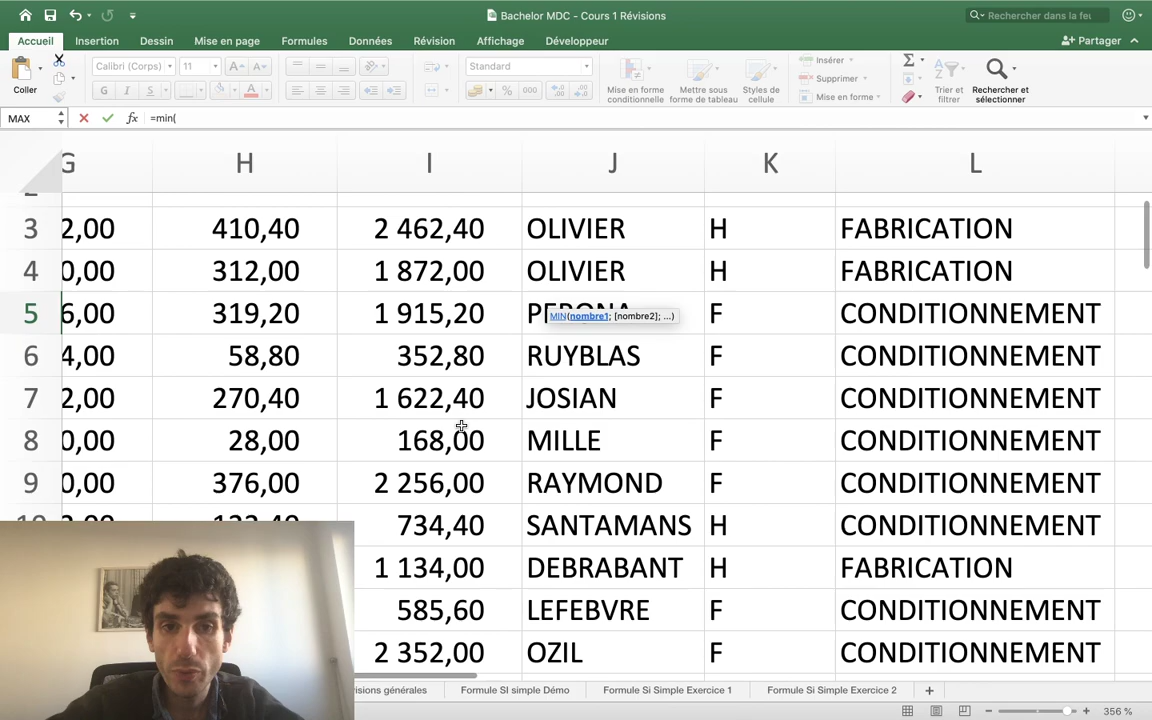 Bachelor MDC - Cours 1 Révisions
Rechercher dans la feu
Accueil Insertion Dessin Mise en page Formules Données Révision Affichage Développeur Partager
Coller
Calibri (Corps) 11
G I S A
Standard
% 000
Mise en forme conditionnelle
Mettre sous forme de tableau
Styles de cellule
Insérer
Supprimer
Mise en forme
Trier et filtrer
Rechercher et sélectionner
MAX fx =min(
G H I J K L
3 2,00 410,40 2 462,40 OLIVIER H FABRICATION
4 0,00 312,00 1 872,00 OLIVIER H FABRICATION
5 6,00 319,20 1 915,20 F CONDITIONNEMENT
MIN(nombre1; [nombre2]; ...)
6 4,00 58,80 352,80 RUYBLAS F CONDITIONNEMENT
7 2,00 270,40 1 622,40 JOSIAN F CONDITIONNEMENT
8 0,00 28,00 168,00 MILLE F CONDITIONNEMENT
9 0,00 376,00 2 256,00 RAYMOND F CONDITIONNEMENT
734,40 SANTAMANS H CONDITIONNEMENT
1 134,00 DEBRABANT H FABRICATION
585,60 LEFEBVRE F CONDITIONNEMENT
2 352,00 OZIL F CONDITIONNEMENT
visions générales Formule SI simple Démo Formule Si Simple Exercice 1 Formule Si Simple Exercice 2 +
356 %